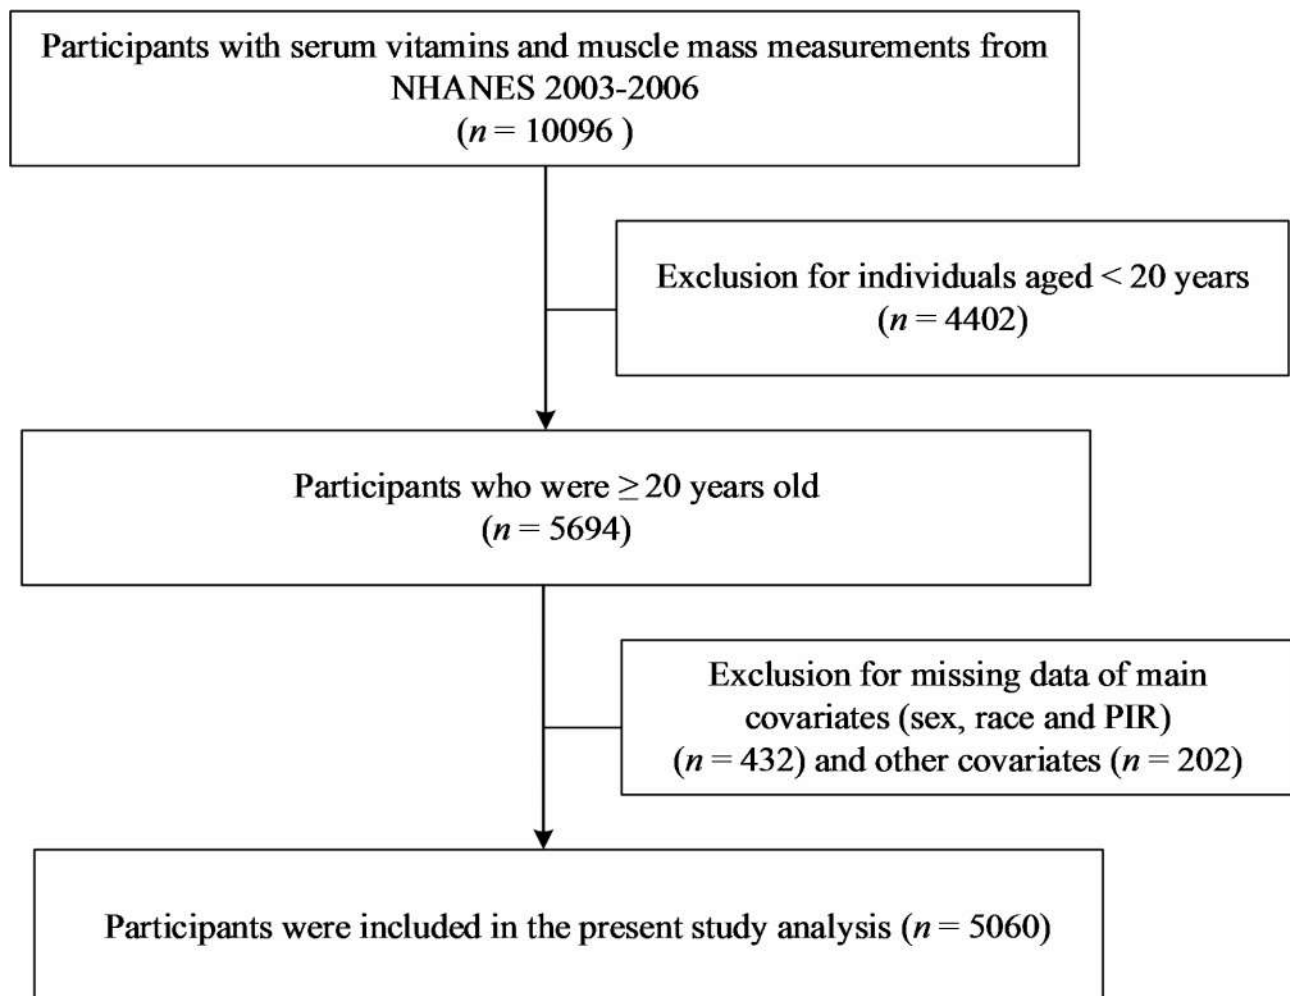 Participants with serum vitamins and muscle mass measurements from
NHANES 2003-2006
(n = 10096 )
Exclusion for individuals aged < 20 years
(n = 4402)
Participants who were ≥ 20 years old
(n = 5694)
Exclusion for missing data of main
covariates (sex, race and PIR)
(n = 432) and other covariates (n = 202)
Participants were included in the present study analysis (n = 5060)